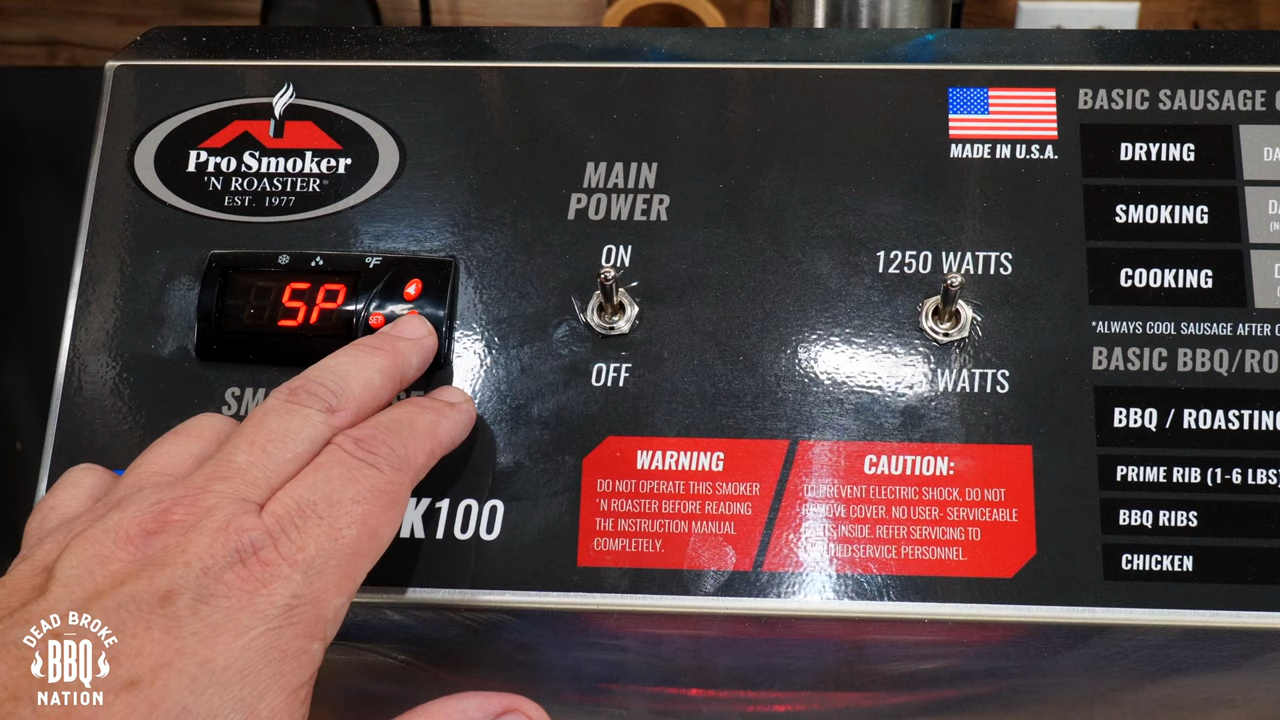 Pro Smoker
'N ROASTER®
EST. 1977
°F
SP
SET
K100
MAIN
POWER
ON
OFF
MADE IN U.S.A.
1250 WATTS
WATTS
WARNING
DO NOT OPERATE THIS SMOKER
'N ROASTER BEFORE READING
THE INSTRUCTION MANUAL
COMPLETELY.
CAUTION:
TO PREVENT ELECTRIC SHOCK, DO NOT
REMOVE COVER. NO USER- SERVICEABLE
PARTS INSIDE. REFER SERVICING TO
SERVICE PERSONNEL.
BASIC SAUSAGE
DRYING
SMOKING
COOKING
*ALWAYS COOL SAUSAGE AFTER
BASIC BBQ/RO
BBQ / ROASTING
PRIME RIB (1-6 LBS)
BBQ RIBS
CHICKEN
DEAD BROKE
BBQ
NATION